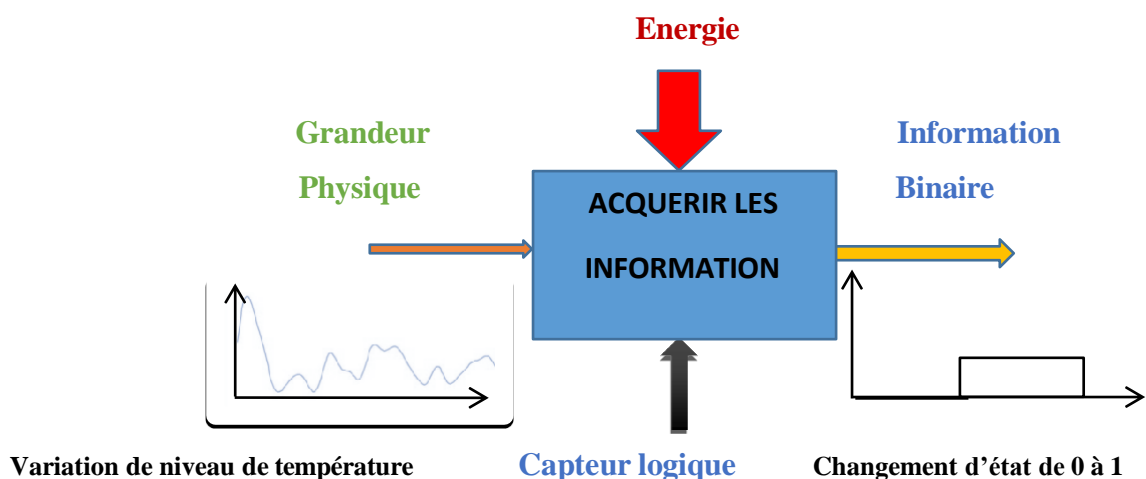 Energie
Grandeur
Physique
Information
Binaire
ACQUERIR LES
INFORMATION
Variation de niveau de température
Capteur logique
Changement d’état de 0 à 1